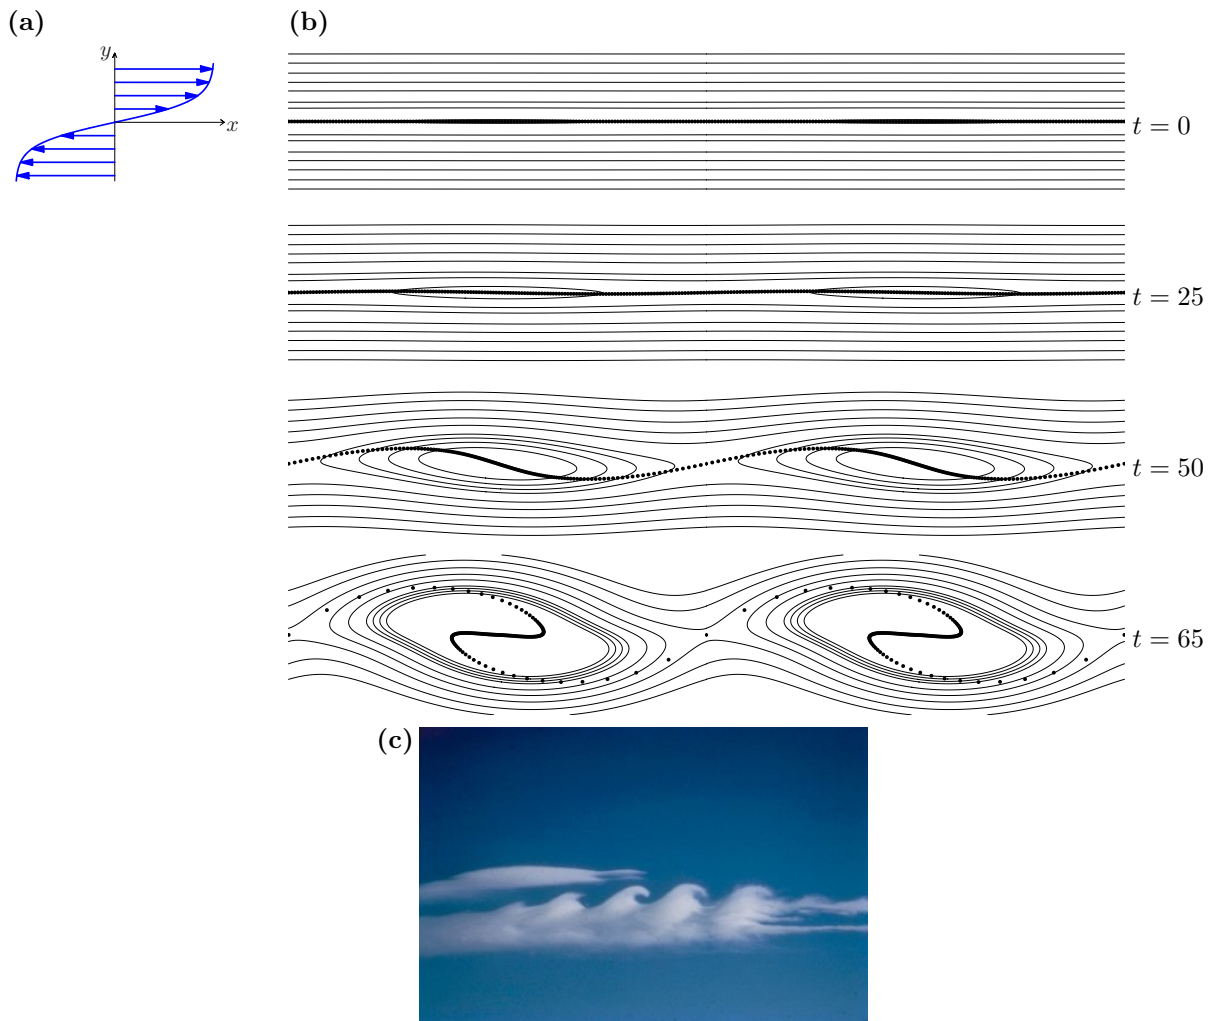 (a)
y
x
(b)
t = 0
t = 25
t = 50
t = 65
(c)